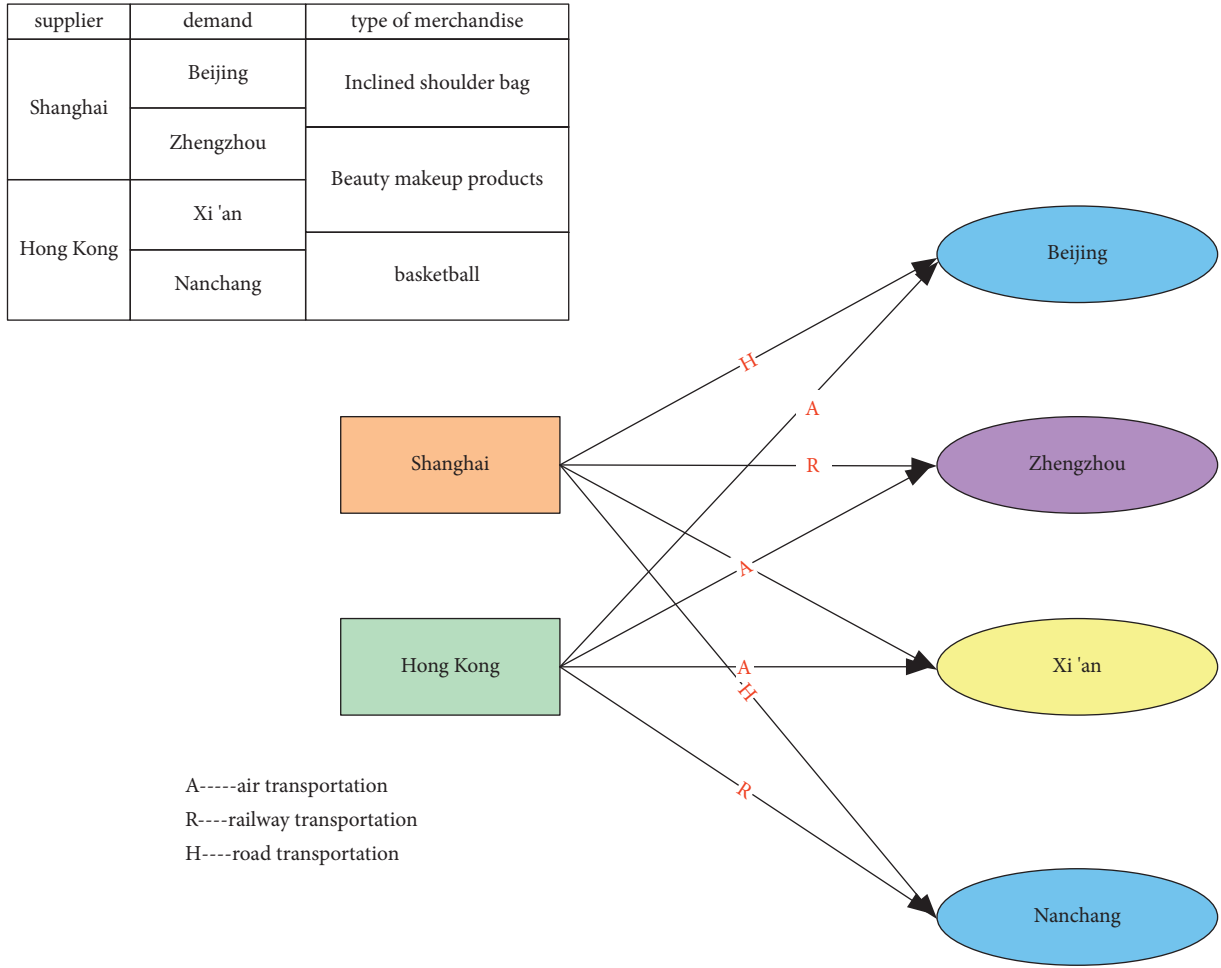 supplier demand type of merchandise
Shanghai
Beijing
Inclined shoulder bag
Zhengzhou
Beauty makeup products
Hong Kong
Xi 'an
Nanchang
basketball
Beijing
H
A
Shanghai
R
Zhengzhou
A
Hong Kong
A
Xi 'an
H
R
A-----air transportation
R----railway transportation
H----road transportation
Nanchang